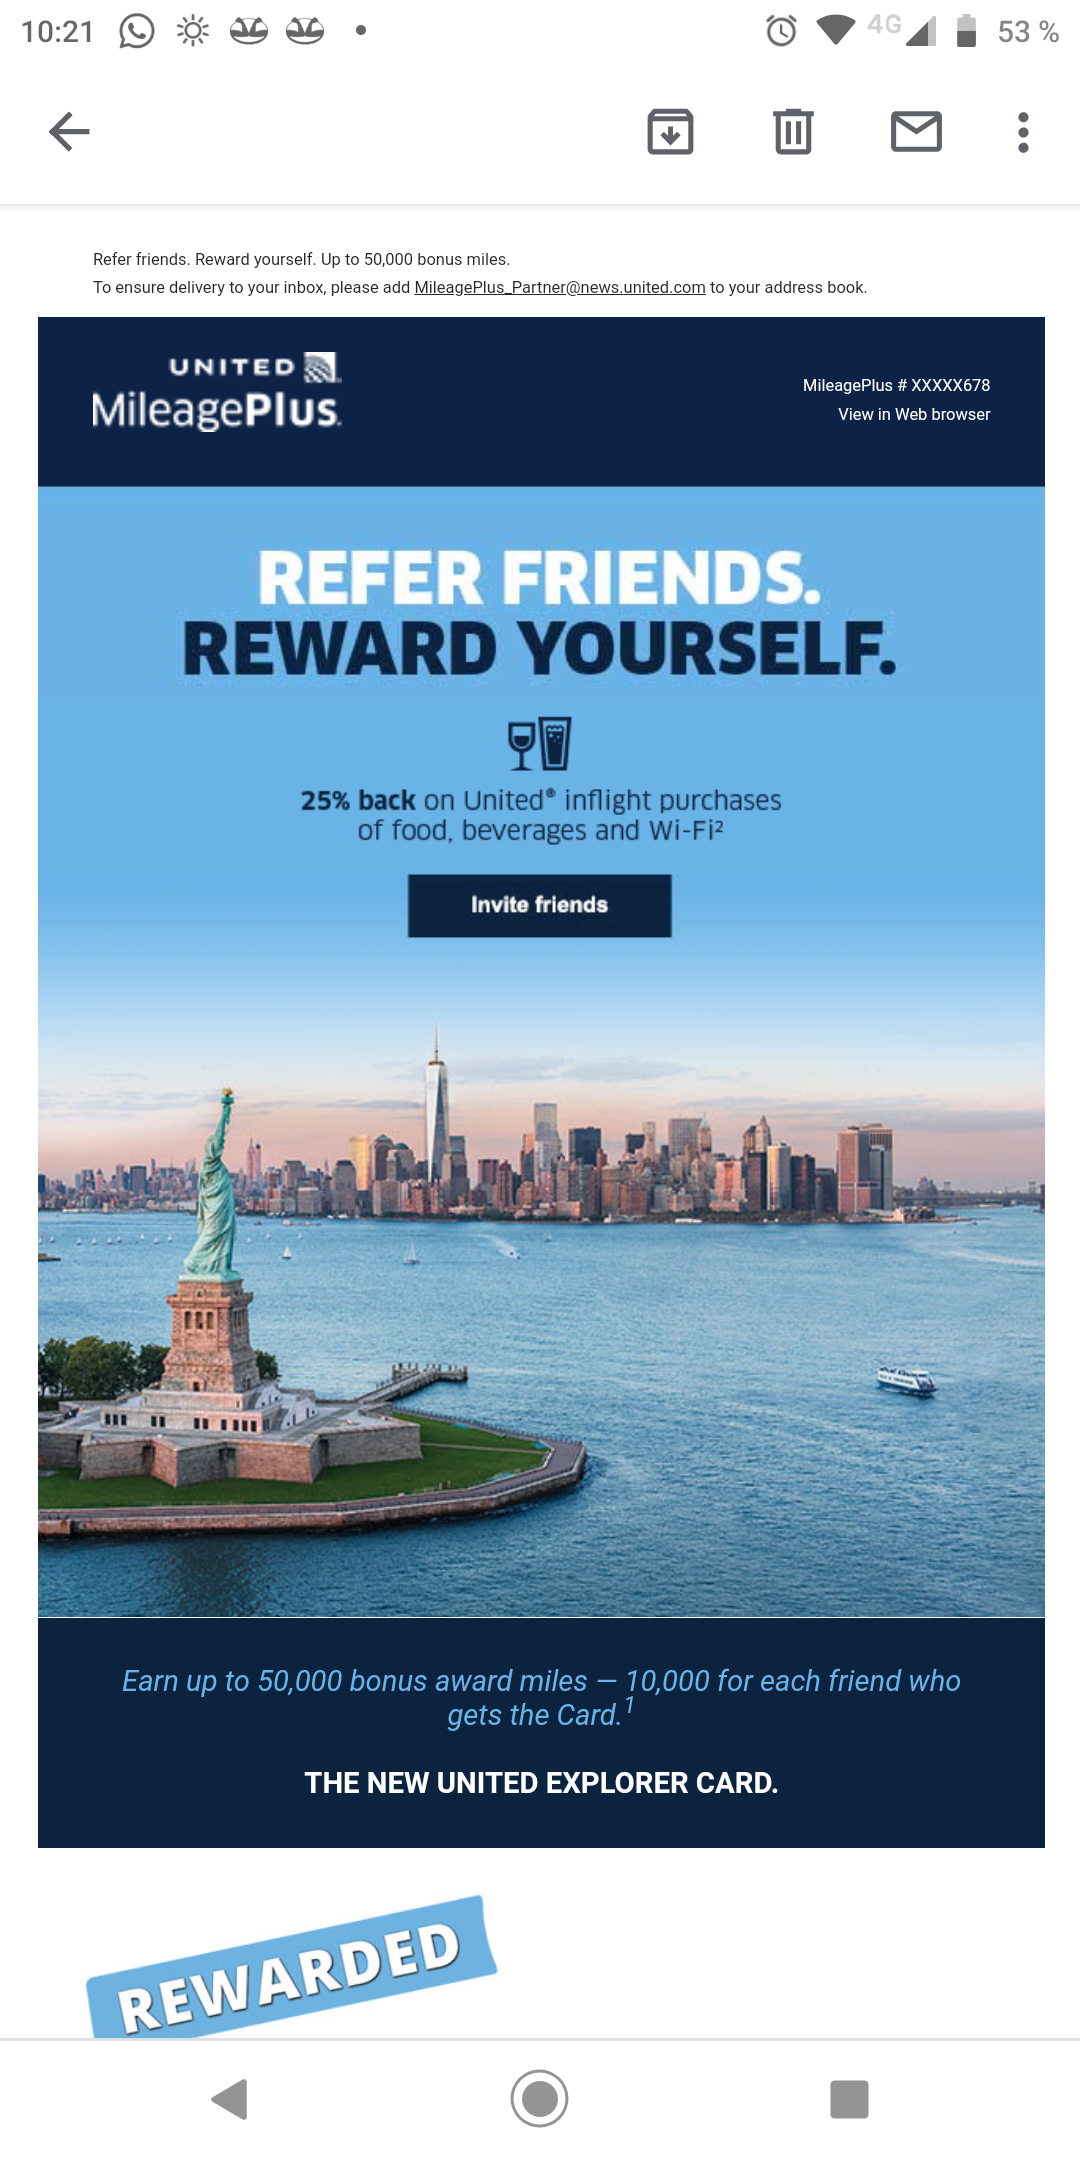 10:21
4G
53 %
Refer friends. Reward yourself. Up to 50,000 bonus miles.
To ensure delivery to your inbox, please add MileagePlus_Partner@news.united.com to your address book.
UNITED
MileagePlus.
MileagePlus # XXXXX678
View in Web browser
REFER FRIENDS.
REWARD YOURSELF.
25% back on United® inflight purchases
of food, beverages and Wi-Fi²
Invite friends
Earn up to 50,000 bonus award miles — 10,000 for each friend who
gets the Card.¹
THE NEW UNITED EXPLORER CARD.
REWARDED